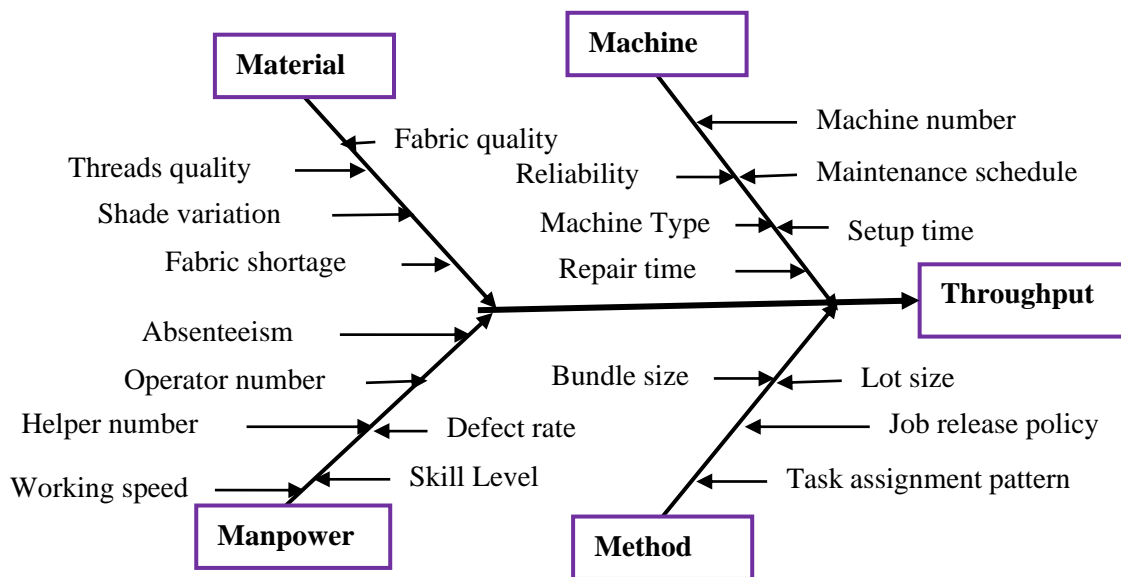 Machine
Material
Machine number
Fabric quality
Threads quality
Reliability
Maintenance schedule
Shade variation
Machine Type
Setup time
Fabric shortage
Repair time
Throughput
Absenteeism
Operator number
Bundle size
Lot size
Helper number
Defect rate
Job release policy
Working speed
Skill Level
Task assignment pattern
Manpower
Method